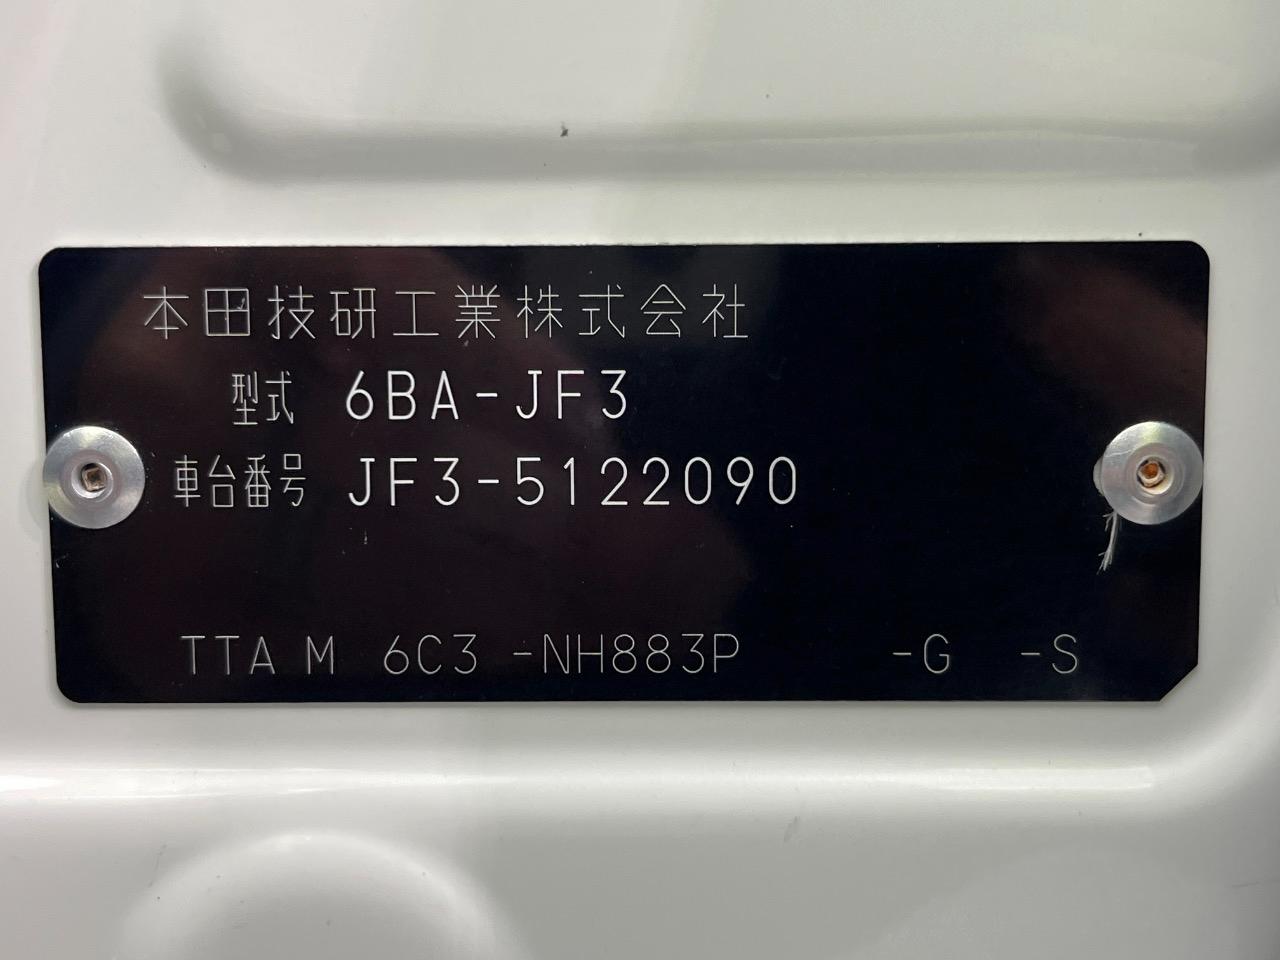 本田技研工業株式会社
型式 6BA-JF3
車台番号 JF3-5122090
TTA M 6C3 -NH883P -G -S